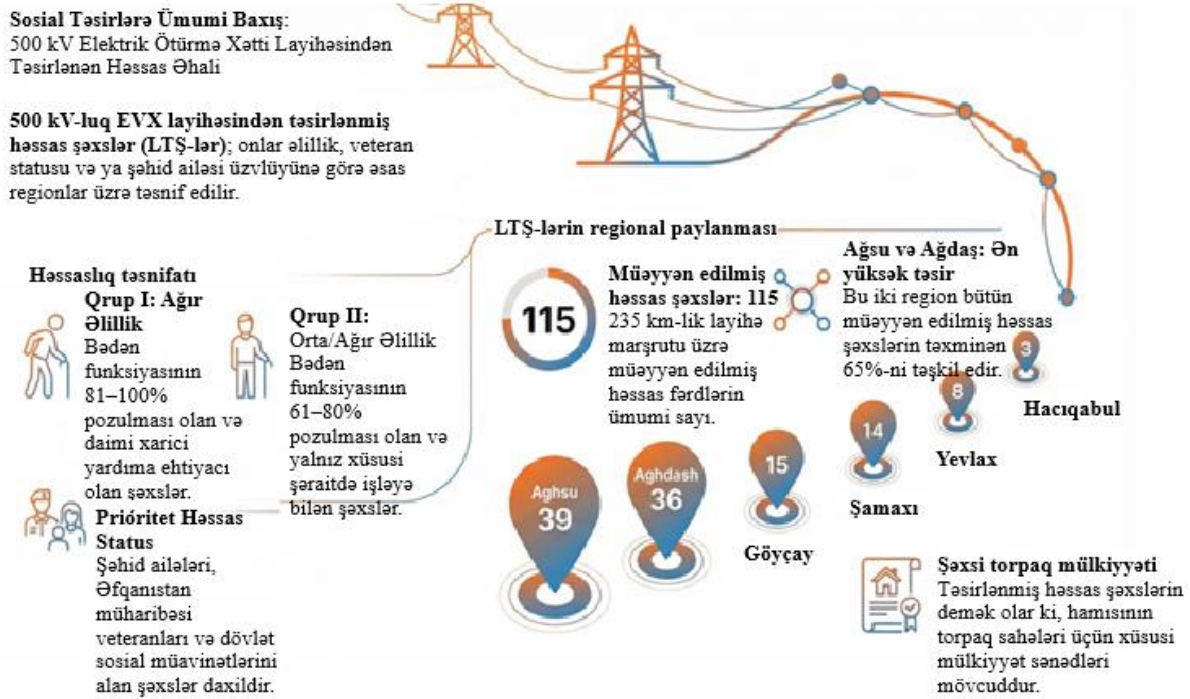 Sosial Təsirlərə Ümumi Baxış:
500 kV Elektrik Ötürmə Xətti Layihəsindən
Təsirlənən Həssas Əhali
500 kV-luq EVX layihəsindən təsirlənmiş
həssas şəxslər (LTŞ-lər); onlar əlillik, veteran
statusu və ya şəhid ailəsi üzvlüyünə görə əsas
regionlar üzrə təsnif edilir.
Həssaslıq təsnifatı
Qrup I: Ağır
Əlillik
Bədən
funksiyasının
81–100%
pozulması olan və
daimi xarici
yardıma ehtiyacı
olan şəxslər.
Qrup II:
Orta/Ağır Əlillik
Bədən
funksiyasının
61–80%
pozulması olan və
yalnız xüsusi
şəraitdə işləyə
bilən şəxslər.
Prióritet Həssas
Status
Şəhid ailələri,
Əfqanıstan
müharibəsi
veteranları və dövlət
sosial müavinətlərini
alan şəxslər daxildir.
LTŞ-lərin regional paylanması
115
Müəyyən edilmiş
həssas şəxslər: 115
235 km-lik layihə
marşrutu üzrə
müəyyən edilmiş
həssas fərdlərin
ümumi sayı.
Ağsu və Ağdaş: Ən
yüksək təsir
Bu iki region bütün
müəyyən edilmiş həssas
şəxslərin təxminən
65%-ni təşkil edir.
Aghsu
39
Aghdash
36
15
Göyçay
14
Şamaxı
8
Yevlax
3
Hacıqabul
Şəxsi torpaq mülkiyyəti
Təsirlənmiş həssas şəxslərin
demək olar ki, hamısının
torpaq sahələri üçün xüsusi
mülkiyyət sənədləri
mövcuddur.